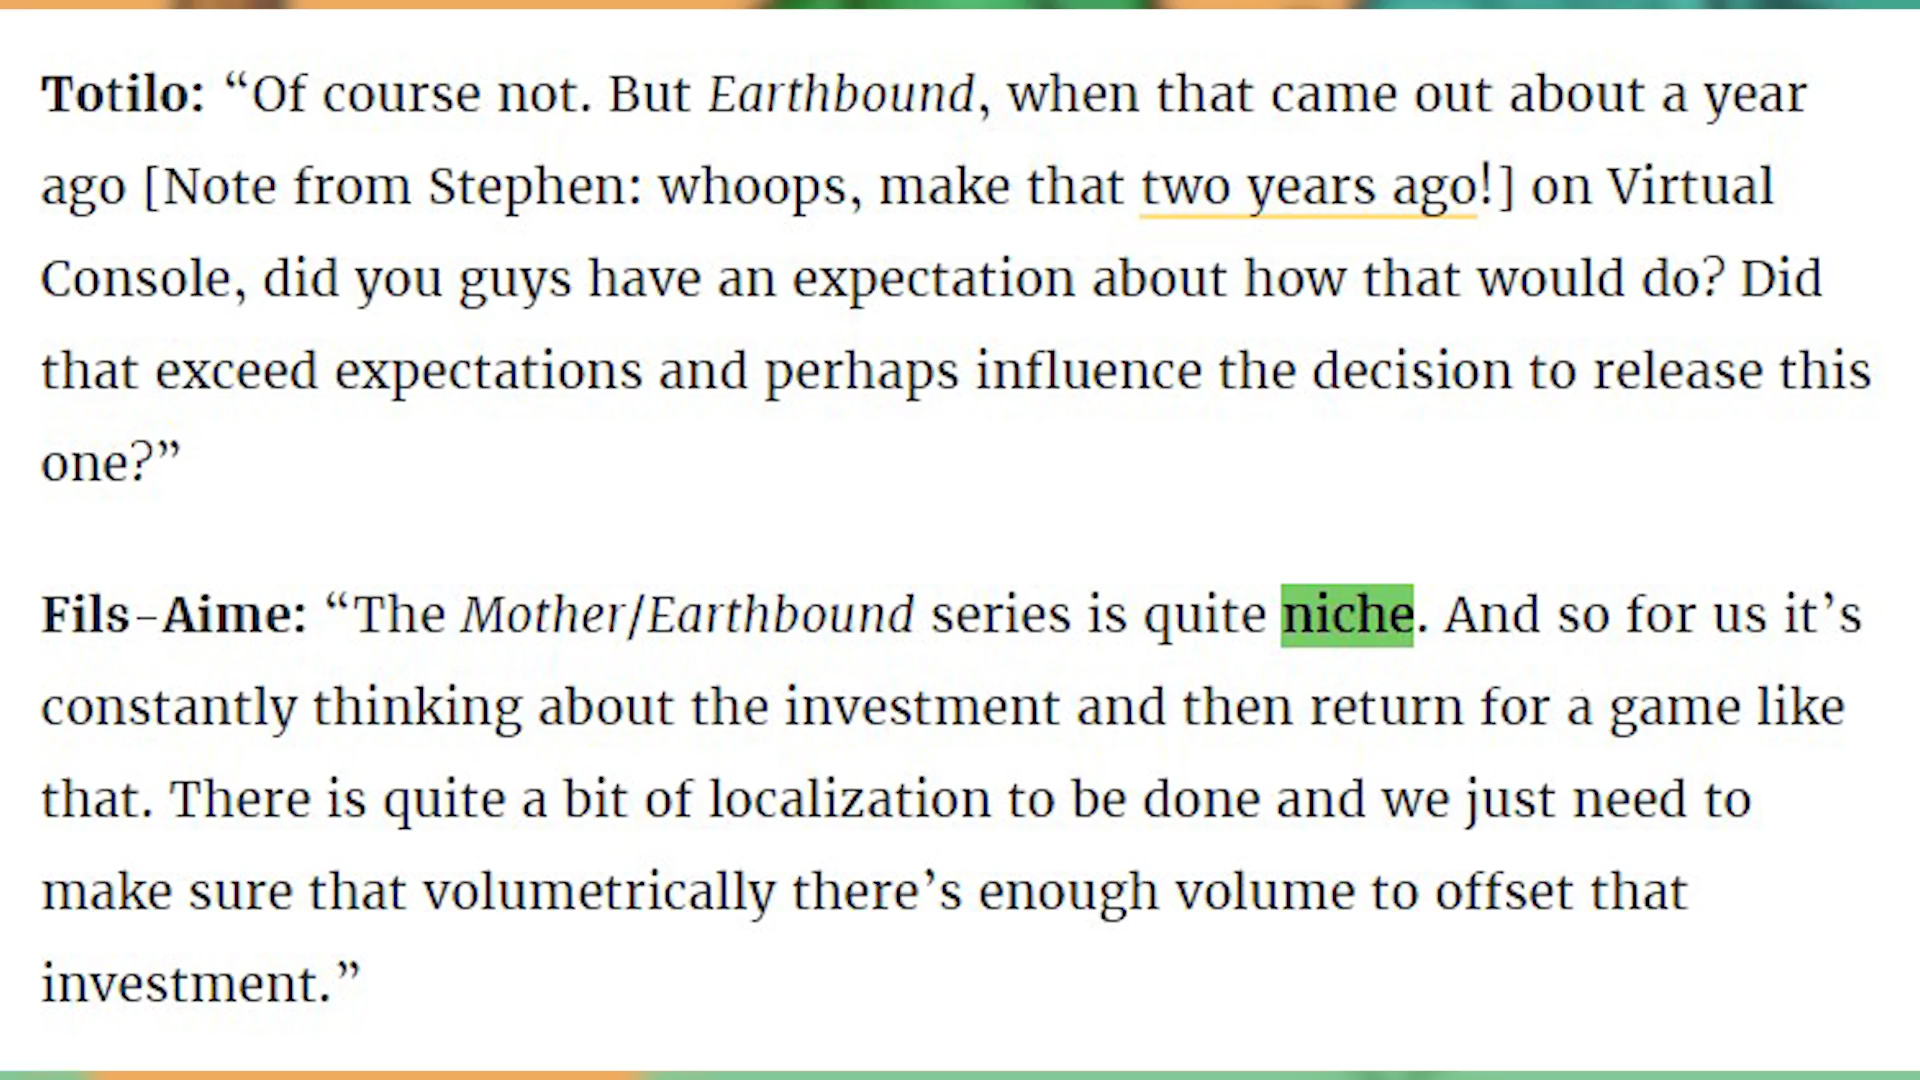 Totilo: “Of course not. But Earthbound, when that came out about a year
ago [Note from Stephen: whoops, make that two years ago!] on Virtual
Console, did you guys have an expectation about how that would do? Did
that exceed expectations and perhaps influence the decision to release this
one?”
Fils-Aime: “The Mother/Earthbound series is quite niche. And so for us it’s
constantly thinking about the investment and then return for a game like
that. There is quite a bit of localization to be done and we just need to
make sure that volumetrically there’s enough volume to offset that
investment.”